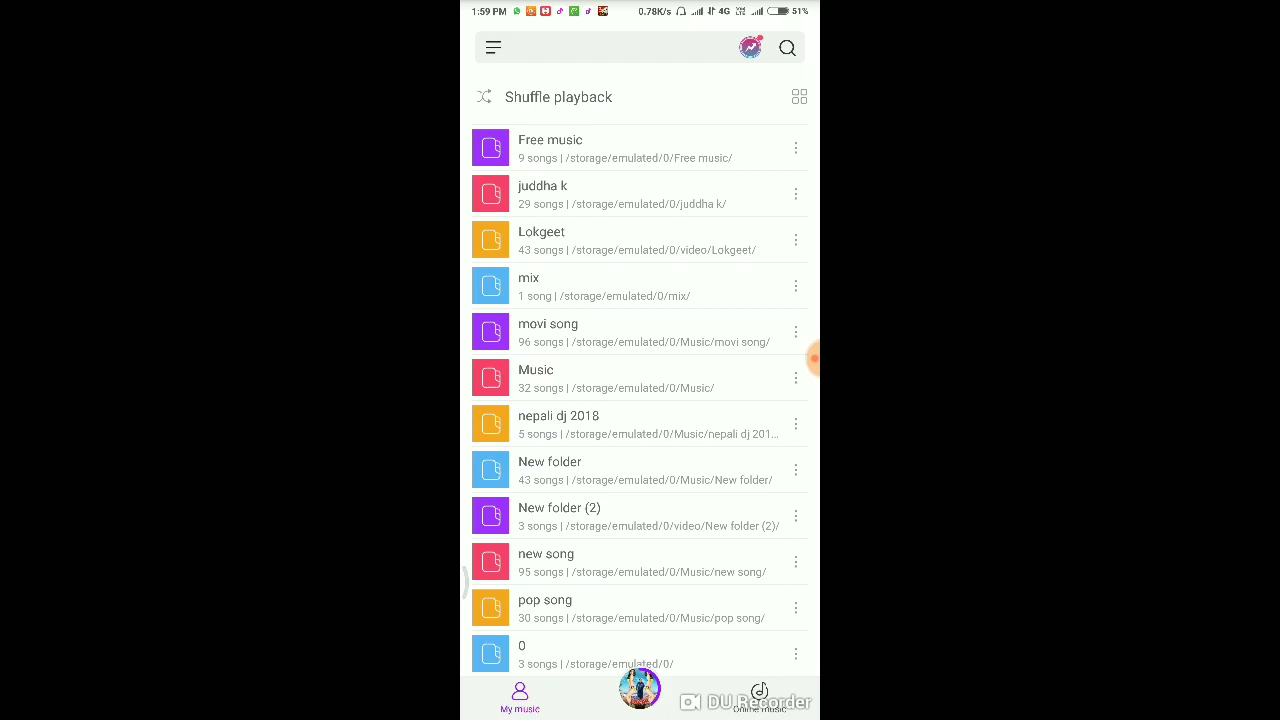 1:59 PM 0.78K/s 4G 51%
Shuffle playback
Free music
9 songs | /storage/emulated/0/Free music/
juddha k
29 songs | /storage/emulated/0/juddha k/
Lokgeet
43 songs | /storage/emulated/0/video/Lokgeet/
mix
1 song | /storage/emulated/0/mix/
movi song
96 songs | /storage/emulated/0/Music/movi song/
Music
32 songs | /storage/emulated/0/Music/
nepali dj 2018
5 songs | /storage/emulated/0/Music/nepali dj 201...
New folder
43 songs | /storage/emulated/0/Music/New folder/
New folder (2)
3 songs | /storage/emulated/0/video/New folder (2)/
new song
95 songs | /storage/emulated/0/Music/new song/
pop song
30 songs | /storage/emulated/0/Music/pop song/
0
3 songs | /storage/emulated/0/
My music
Online music
DU Recorder